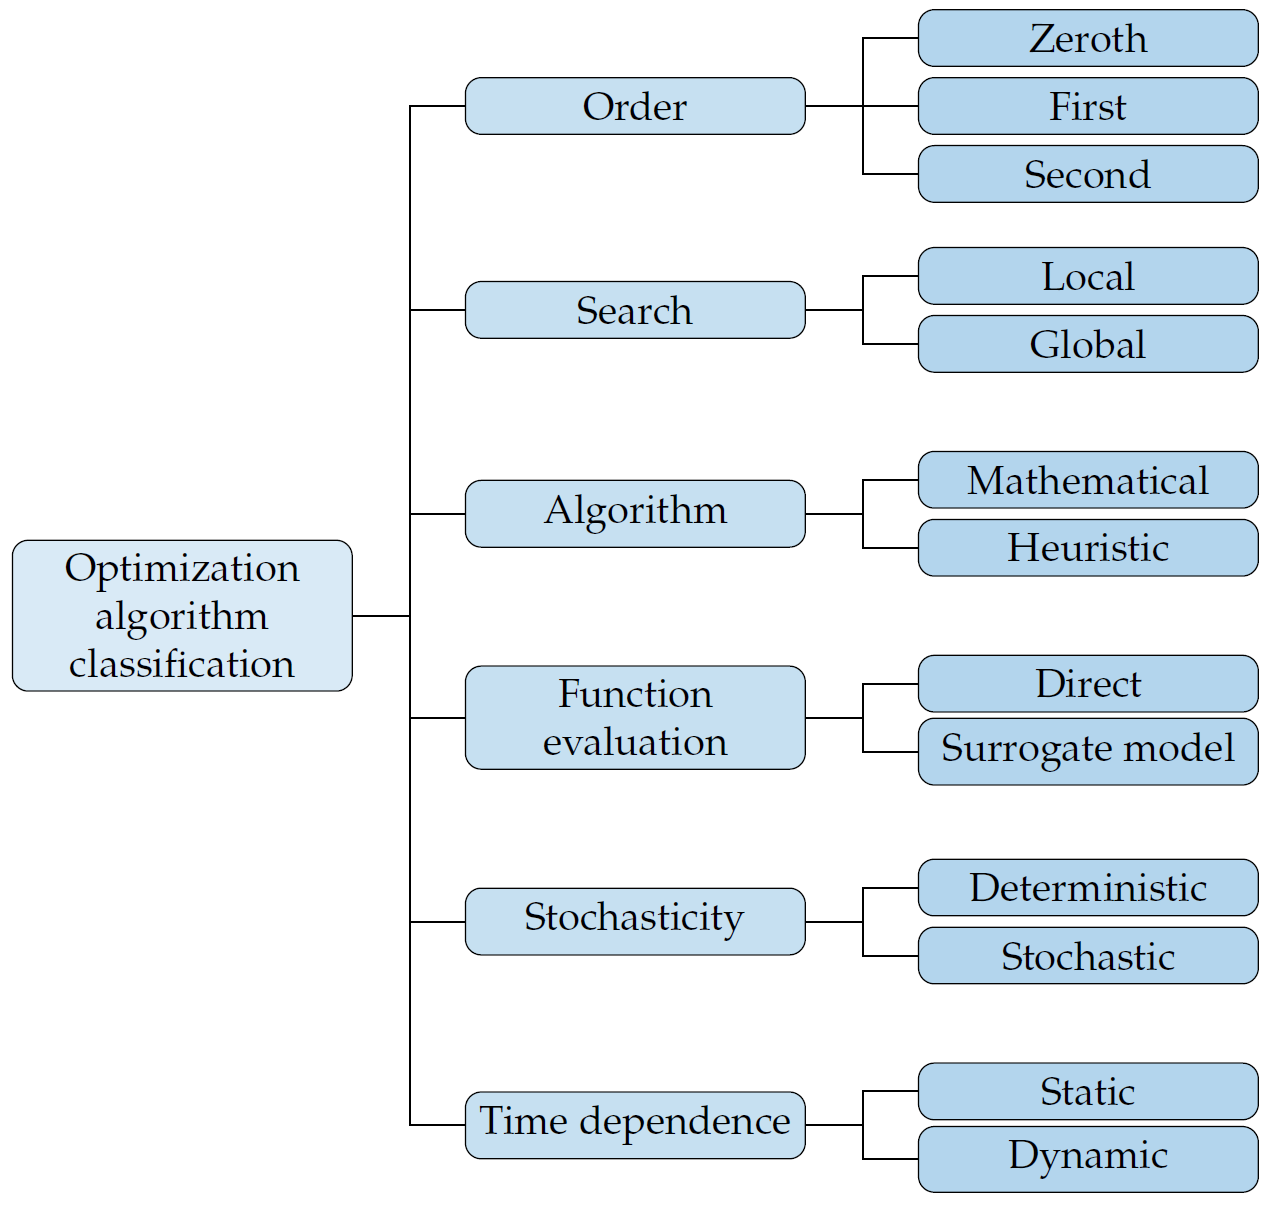 Optimization
algorithm
classification
Order
Zeroth
First
Second
Search
Local
Global
Algorithm
Mathematical
Heuristic
Function
evaluation
Direct
Surrogate model
Stochasticity
Deterministic
Stochastic
Time dependence
Static
Dynamic